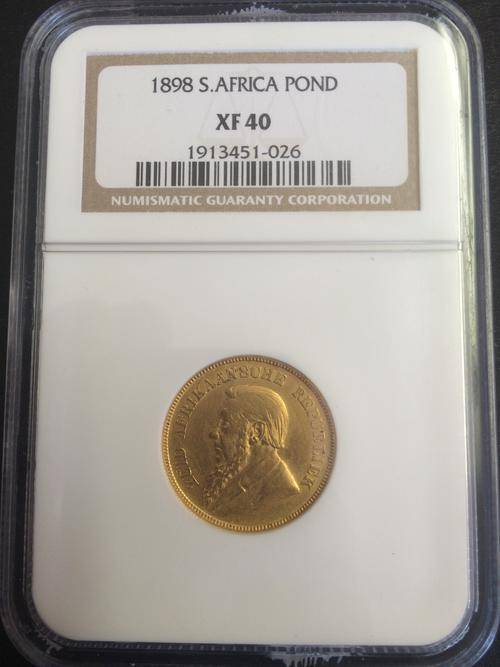 1898 S.AFRICA POND
XF 40
1913451-026
NUMISMATIC GUARANTY CORPORATION
ZUID AFRIKAANSCHE REPUBLIEK